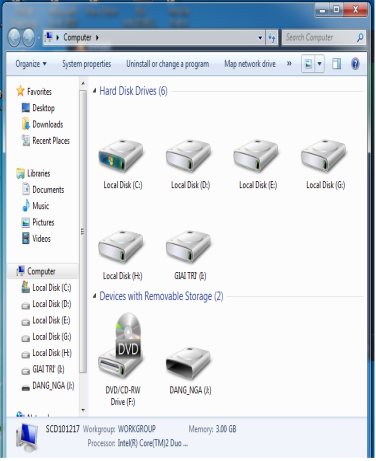 Computer
Search Computer
Organize
System properties
Uninstall or change a program
Map network drive
»
Favorites
Desktop
Downloads
Recent Places
Libraries
Documents
Music
Pictures
Videos
Computer
Local Disk (C:)
Local Disk (D:)
Local Disk (E:)
Local Disk (G:)
Local Disk (H:)
GIAI TRI (I:)
DANG_NGA (J:)
Hard Disk Drives (6)
Local Disk (C:)
Local Disk (D:)
Local Disk (E:)
Local Disk (G:)
Local Disk (H:)
GIAI TRI (I:)
Devices with Removable Storage (2)
DVD
DVD/CD-RW
Drive (F:)
DANG_NGA (J:)
SCD101217 Workgroup: WORKGROUP Memory: 3.00 GB
Processor: Intel(R) Core(TM)2 Duo ...